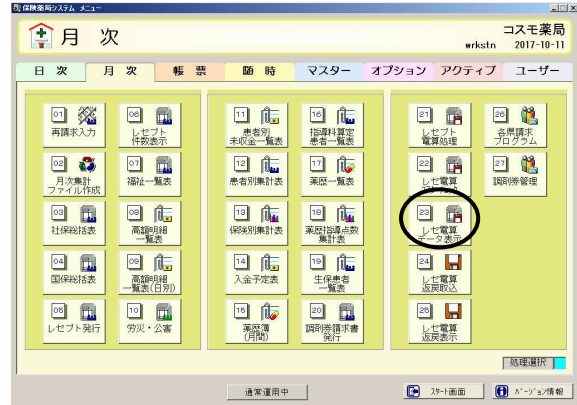 保険薬局システム メニュー
月 次
コスモ薬局
wrkstn 2017-10-11
日 次 月 次 帳 票 随 時 マスター オプション アクティブ ユーザー
01
再請求入力
06
レセプト
件数表示
11
患者別
未収金一覧表
16
指導料算定
患者一覧表
21
レセプト
電算処理
26
各県請求
プログラム
02
月次集計
ファイル作成
07
福祉一覧表
12
患者別集計表
17
薬歴一覧表
22
レセ電算
27
調剤券管理
03
社保総括表
08
高額明細
一覧表
13
保険別集計表
18
薬歴指導点数
集計表
23
レセ電算
データ表示
04
国保総括表
09
高額明細
一覧表(日別)
14
入金予定表
19
生保患者
一覧表
24
レセ電算
返戻取込
05
レセプト発行
10
労災・公害
15
薬歴簿
(月間)
20
調剤券請求書
発行
25
レセ電算
返戻表示
処理選択
通常運用中
スタート画面
バージョン情報